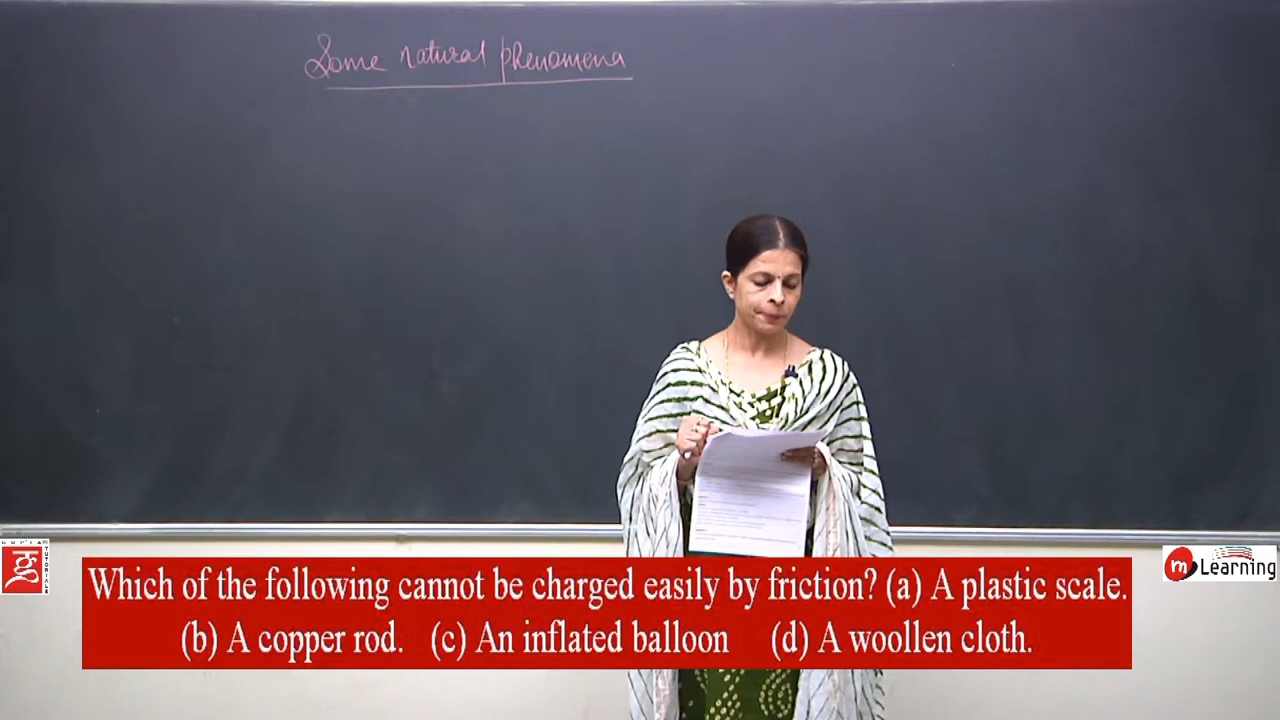 Some natural phenomena
Which of the following cannot be charged easily by friction? (a) A plastic scale.
(b) A copper rod. (c) An inflated balloon (d) A woollen cloth.
m Learning